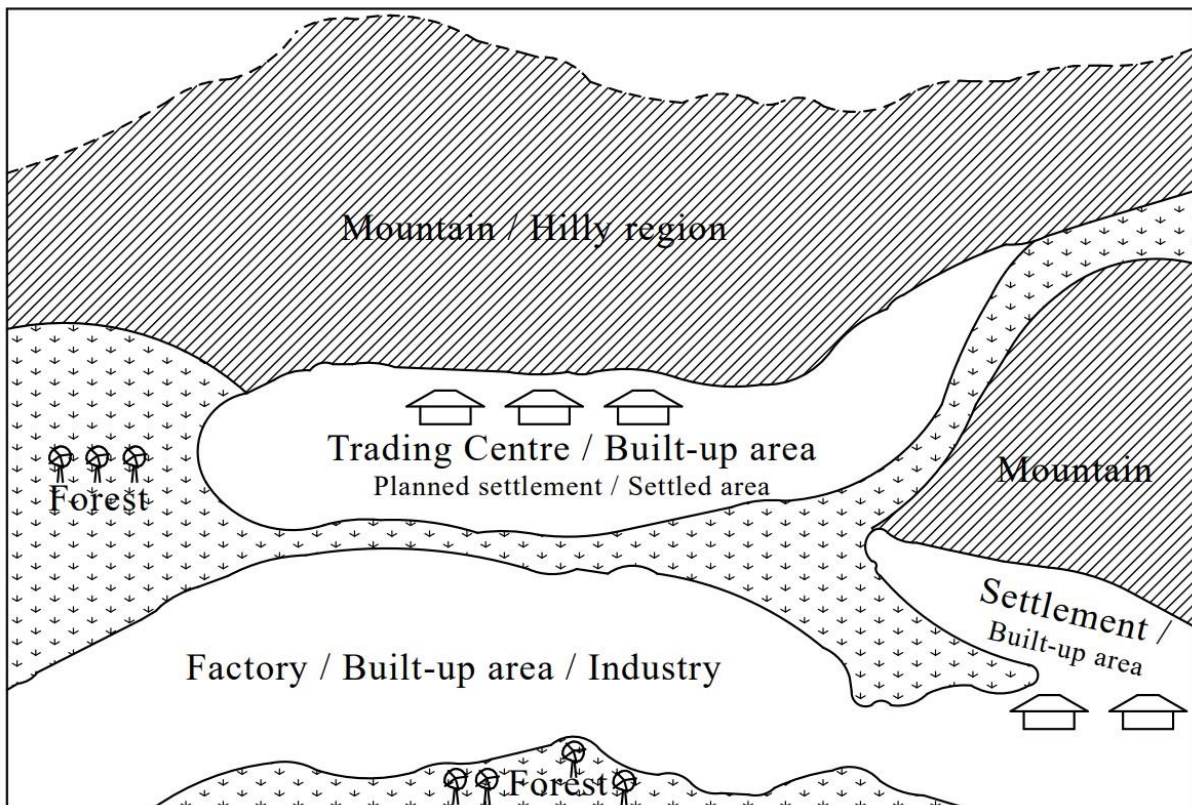 Mountain / Hilly region
Trading Centre / Built-up area
Planned settlement / Settled area
Mountain
Forest
Settlement /
Built-up area
Factory / Built-up area / Industry
Forest